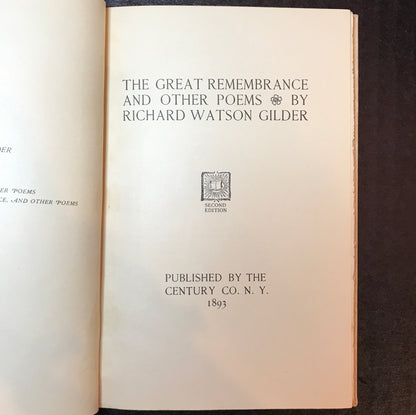 DER
ER POEMS
CE, AND OTHER POEMS
THE GREAT REMEMBRANCE
AND OTHER POEMS ❀ BY
RICHARD WATSON GILDER
SECOND
EDITION
PUBLISHED BY THE
CENTURY CO. N. Y.
1893